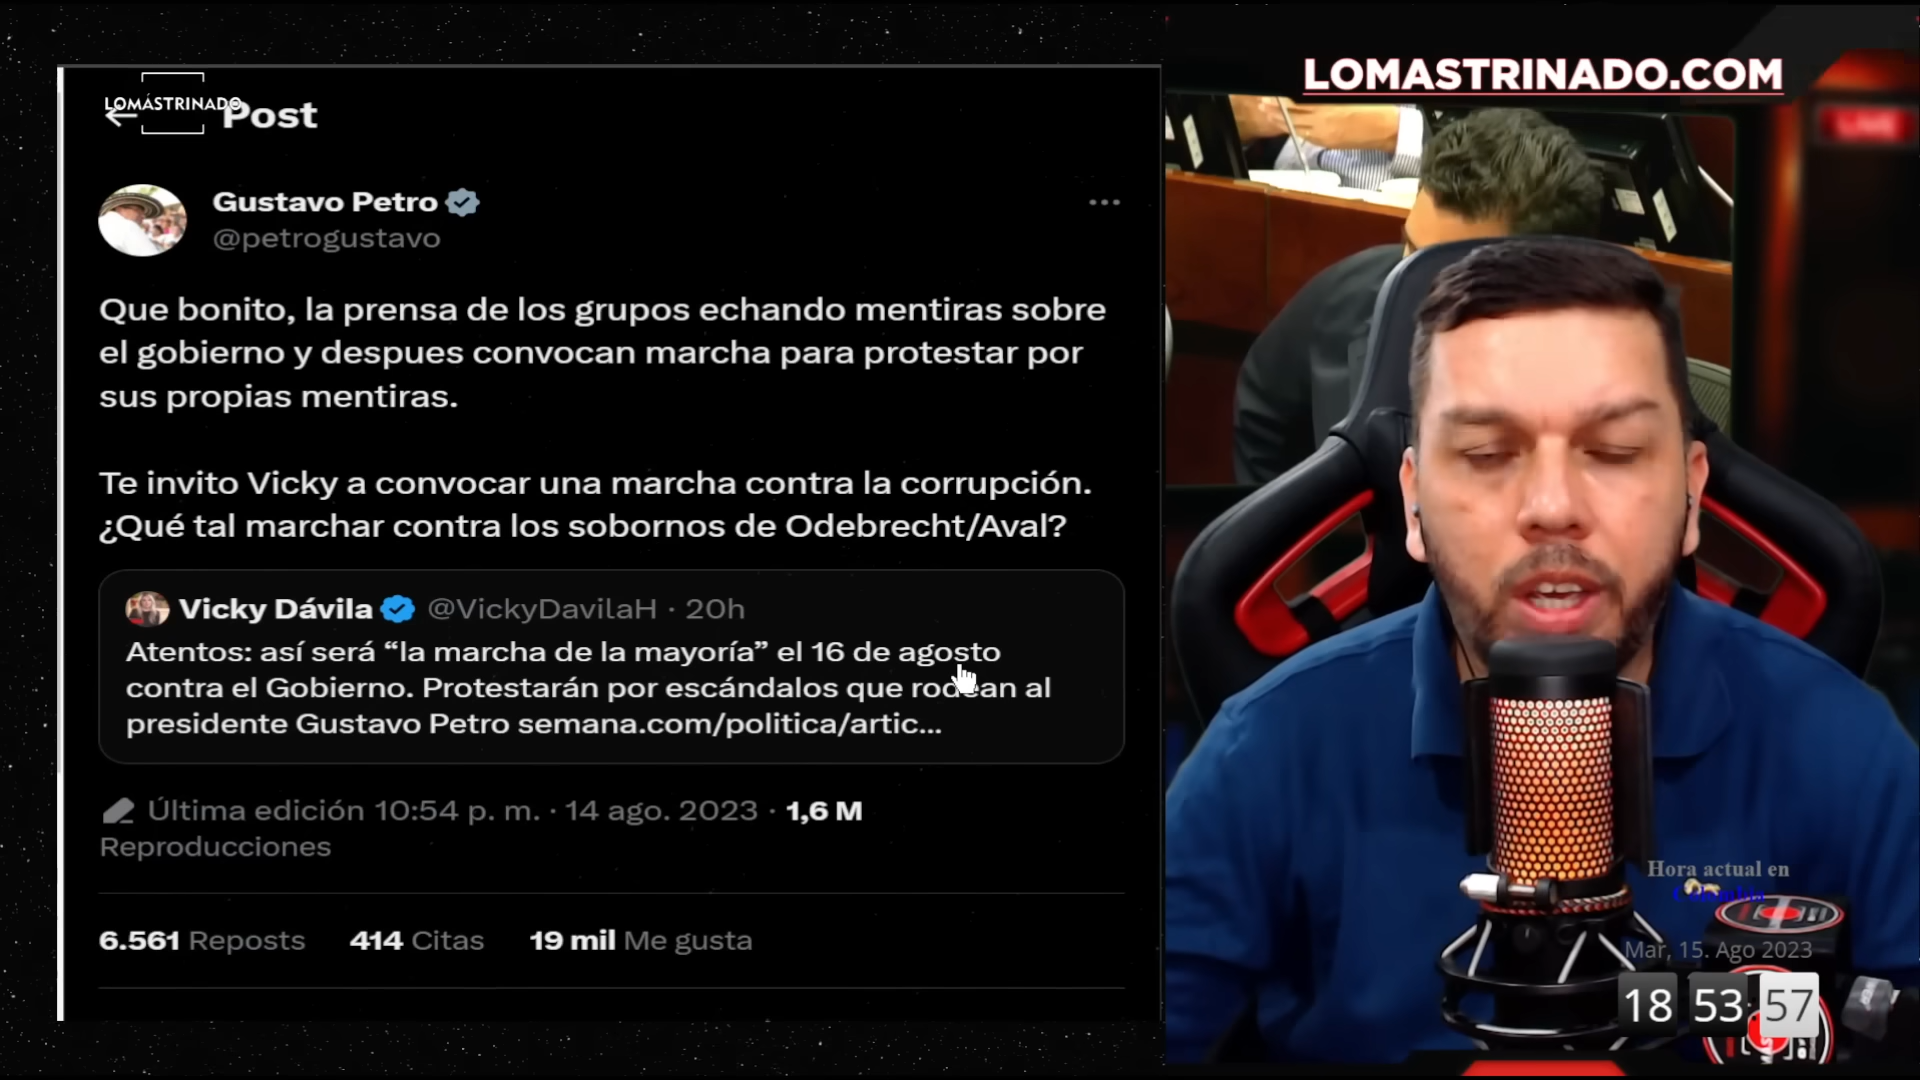 LOMÁSTRINADO
Post
Gustavo Petro
@petrogustavo
Que bonito, la prensa de los grupos echando mentiras sobre
el gobierno y despues convocan marcha para protestar por
sus propias mentiras.
Te invito Vicky a convocar una marcha contra la corrupción.
¿Qué tal marchar contra los sobornos de Odebrecht/Aval?
Vicky Dávila @VickyDavilaH · 20h
Atentos: así será “la marcha de la mayoría” el 16 de agosto
contra el Gobierno. Protestarán por escándalos que rodean al
presidente Gustavo Petro semana.com/politica/artic...
Última edición 10:54 p. m. · 14 ago. 2023 · 1,6 M
Reproducciones
6.561 Reposts 414 Citas 19 mil Me gusta
LOMASTRINADO.COM
LIVE
Hora actual en
Colombia
Mar, 15. Ago 2023
18 53 57